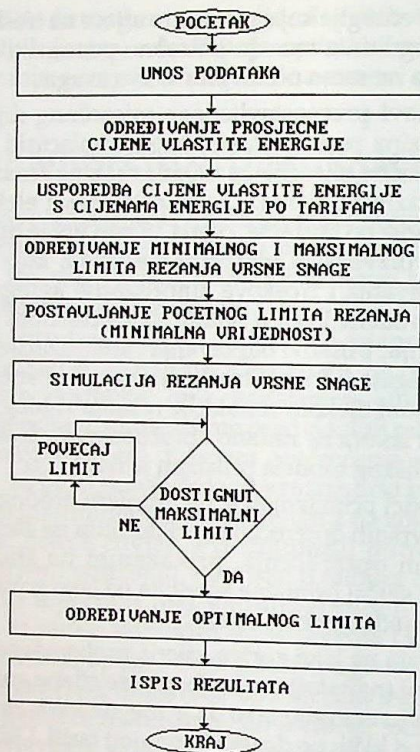 POCETAK
UNOS PODATAKA
ODREĐIVANJE PROSJECNE
CIJENE VLASTITE ENERGIJE
USPOREDBA CIJENE VLASTITE ENERGIJE
S CIJENAMA ENERGIJE PO TARIFAMA
ODREĐIVANJE MINIMALNOG I MAKSIMALNOG
LIMITA REZANJA VRSNE SNAGE
POSTAVLJANJE POCETNOG LIMITA REZANJA
(MINIMALNA VRIJEDNOST)
SIMULACIJA REZANJA VRSNE SNAGE
POVECAJ
LIMIT
DOSTIGNUT
MAKSIMALNI
LIMIT
NE
DA
ODREĐIVANJE OPTIMALNOG LIMITA
ISPIS REZULTATA
KRAJ